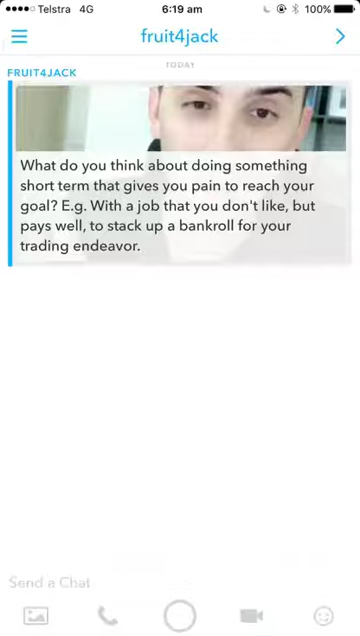 Telstra 4G 6:19 am 100%
fruit4jack
TODAY
FRUIT4JACK
What do you think about doing something
short term that gives you pain to reach your
goal? E.g. With a job that you don't like, but
pays well, to stack up a bankroll for your
trading endeavor.
Send a Chat